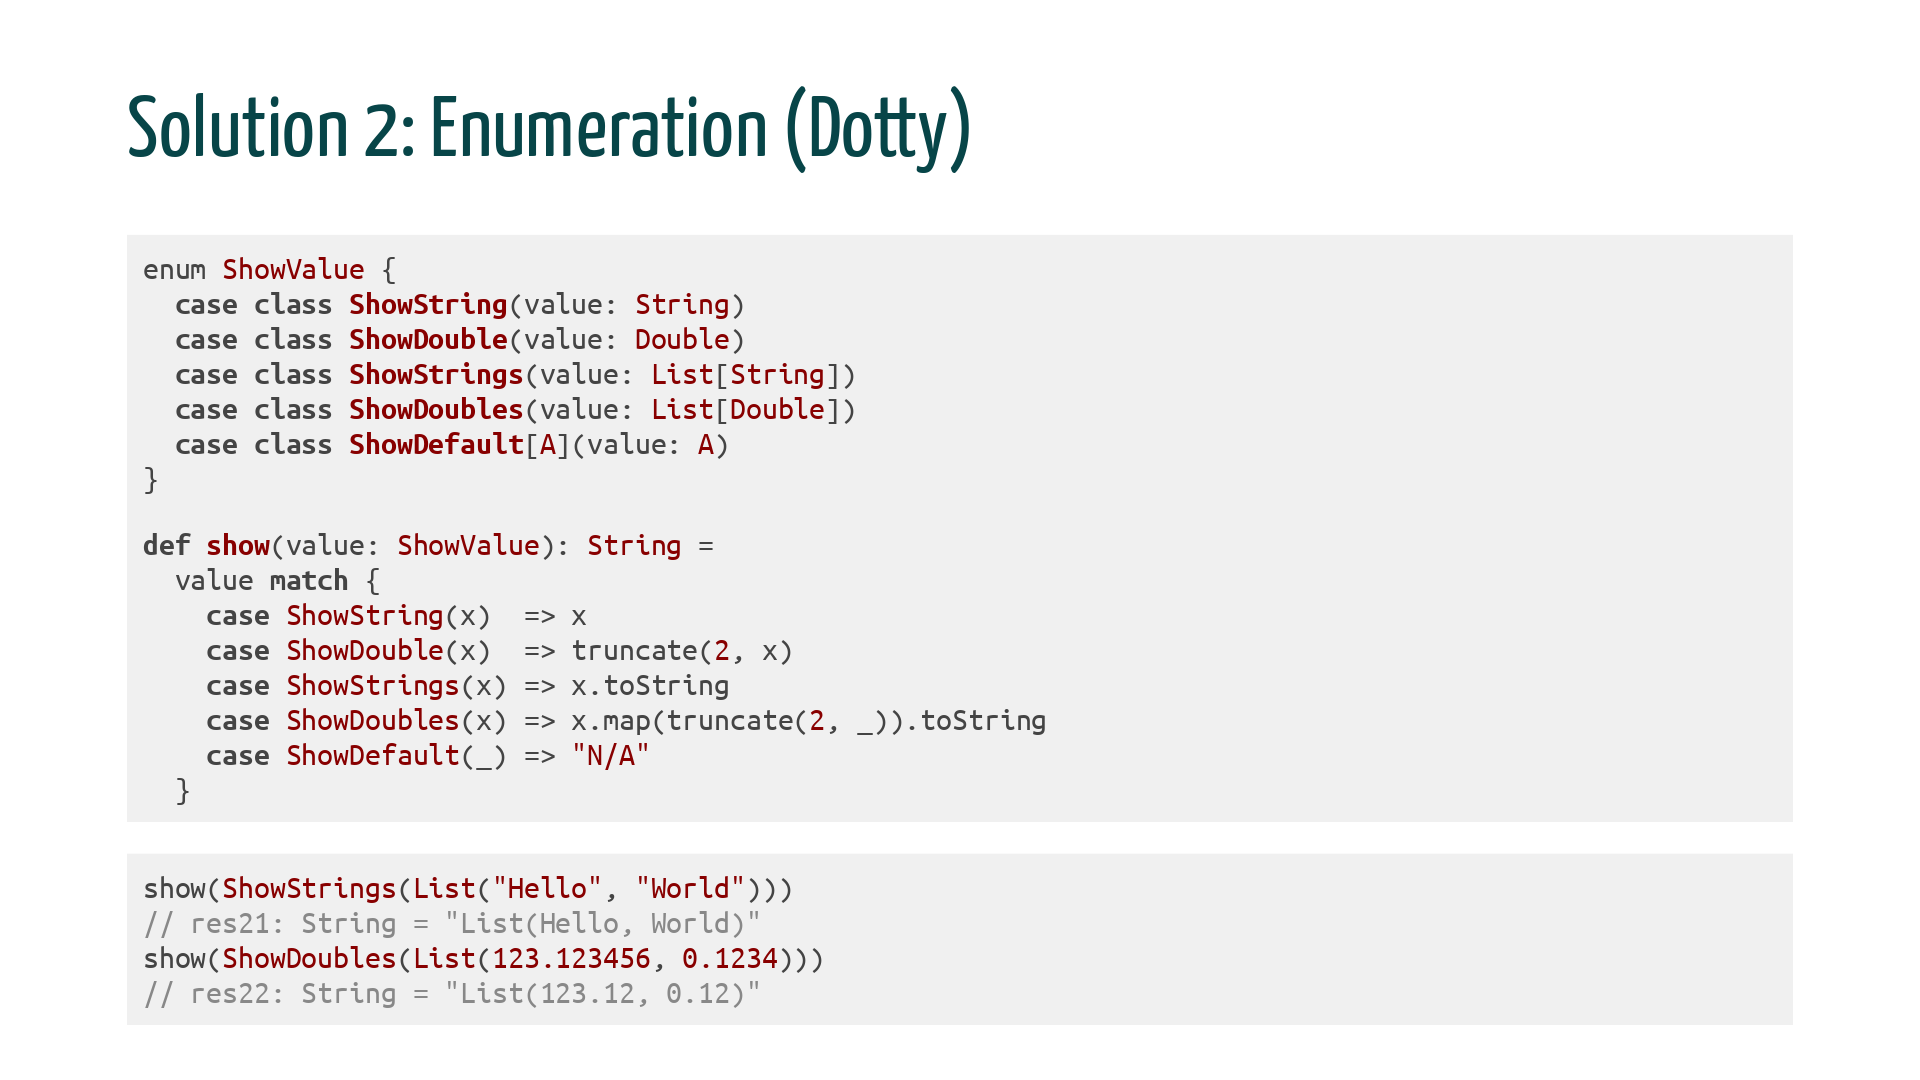 Solution 2: Enumeration (Dotty)
enum ShowValue {
  case class ShowString(value: String)
  case class ShowDouble(value: Double)
  case class ShowStrings(value: List[String])
  case class ShowDoubles(value: List[Double])
  case class ShowDefault[A](value: A)
}
def show(value: ShowValue): String =
  value match {
    case ShowString(x)  => x
    case ShowDouble(x)  => truncate(2, x)
    case ShowStrings(x) => x.toString
    case ShowDoubles(x) => x.map(truncate(2, _)).toString
    case ShowDefault(_) => "N/A"
  }
show(ShowStrings(List("Hello", "World")))
// res21: String = "List(Hello, World)"
show(ShowDoubles(List(123.123456, 0.1234)))
// res22: String = "List(123.12, 0.12)"